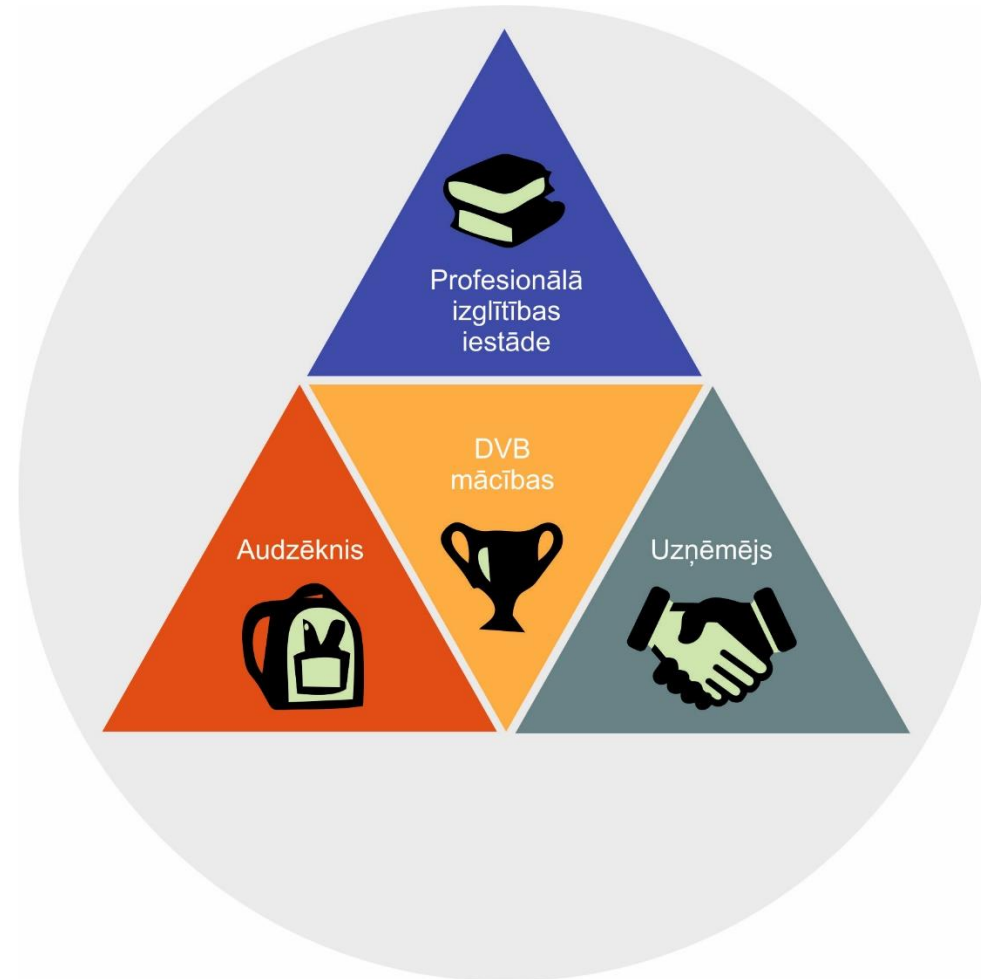 Profesionālā
izglītības
iestāde
DVB
mācības
Audzēknis
Uzņēmējs